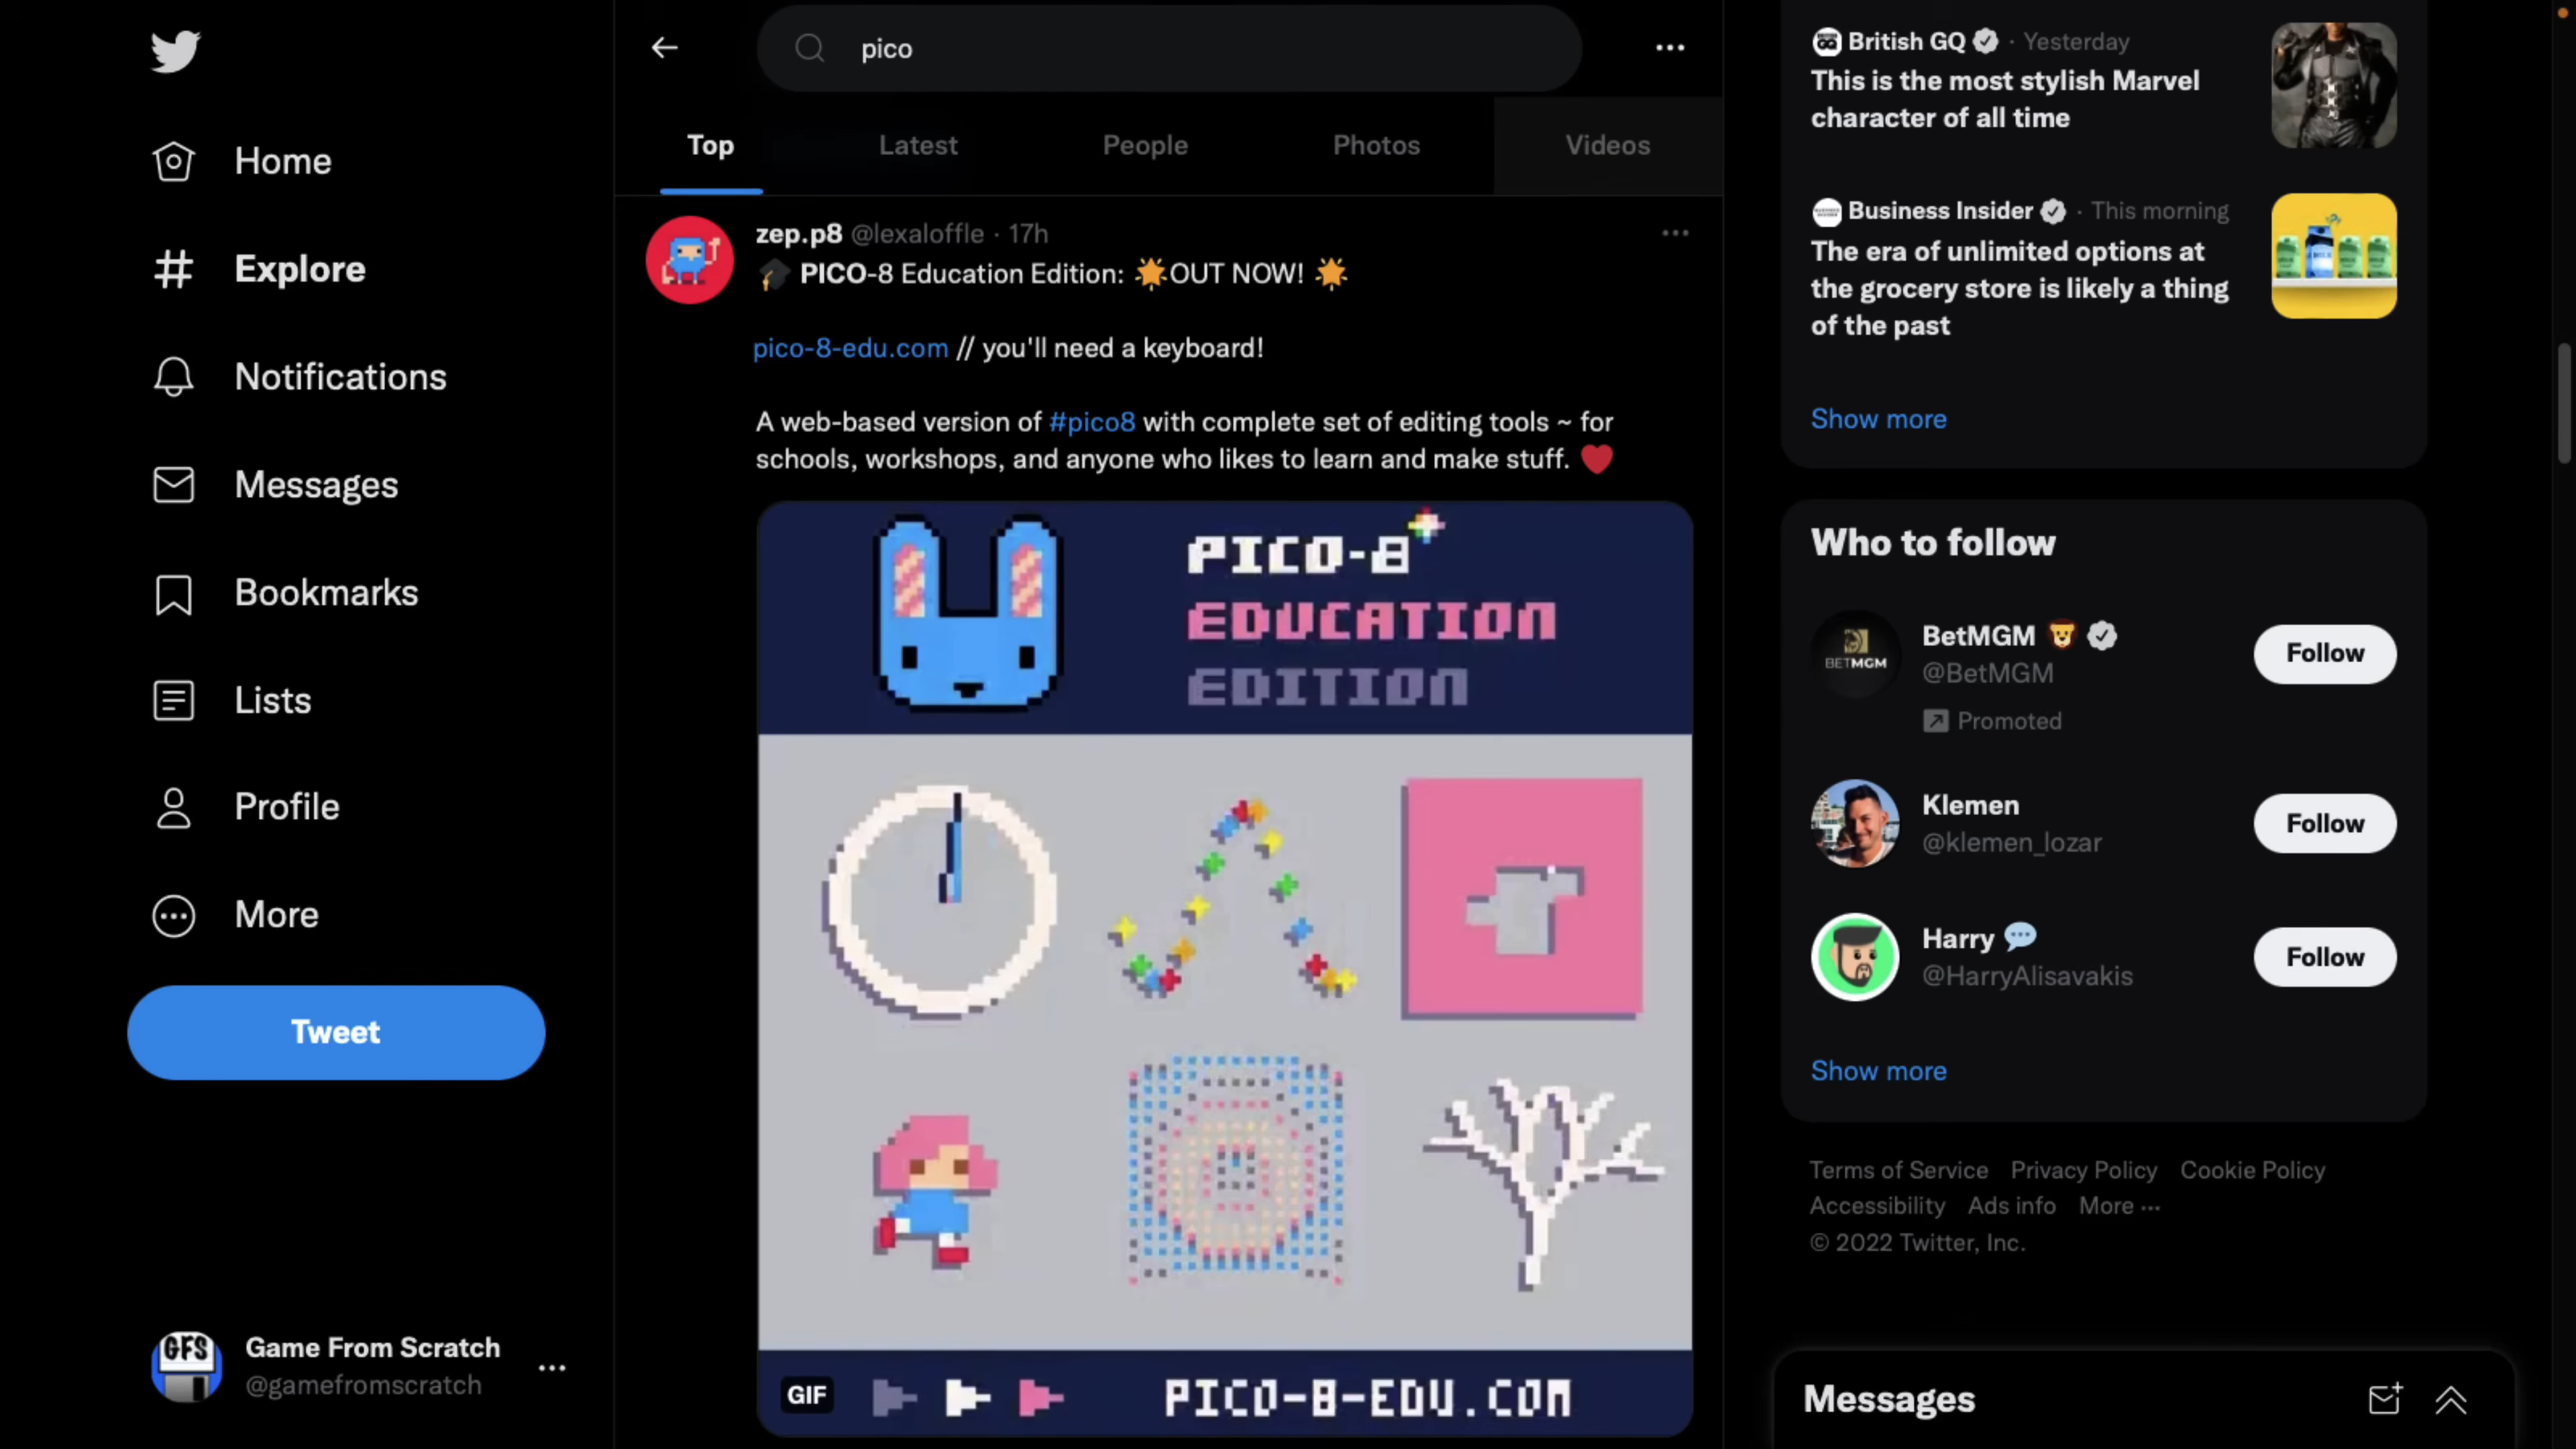 Home
Explore
Notifications
Messages
Bookmarks
Lists
Profile
More
Tweet
GFS
Game From Scratch
@gamefromscratch
pico
Top Latest People Photos Videos
zep.p8 @lexaloffle · 17h
PICO-8 Education Edition: OUT NOW!
pico-8-edu.com // you'll need a keyboard!
A web-based version of #pico8 with complete set of editing tools ~ for
schools, workshops, and anyone who likes to learn and make stuff.
PICO-8
EDUCATION
EDITION
GIF
PICO-8-EDU.COM
British GQ · Yesterday
This is the most stylish Marvel
character of all time
Business Insider · This morning
The era of unlimited options at
the grocery store is likely a thing
of the past
Show more
Who to follow
BETMGM
BetMGM
@BetMGM
Promoted
Follow
Klemen
@klemen_lozar
Follow
Harry
@HarryAlisavakis
Follow
Show more
Terms of Service Privacy Policy Cookie Policy
Accessibility Ads info More ···
© 2022 Twitter, Inc.
Messages